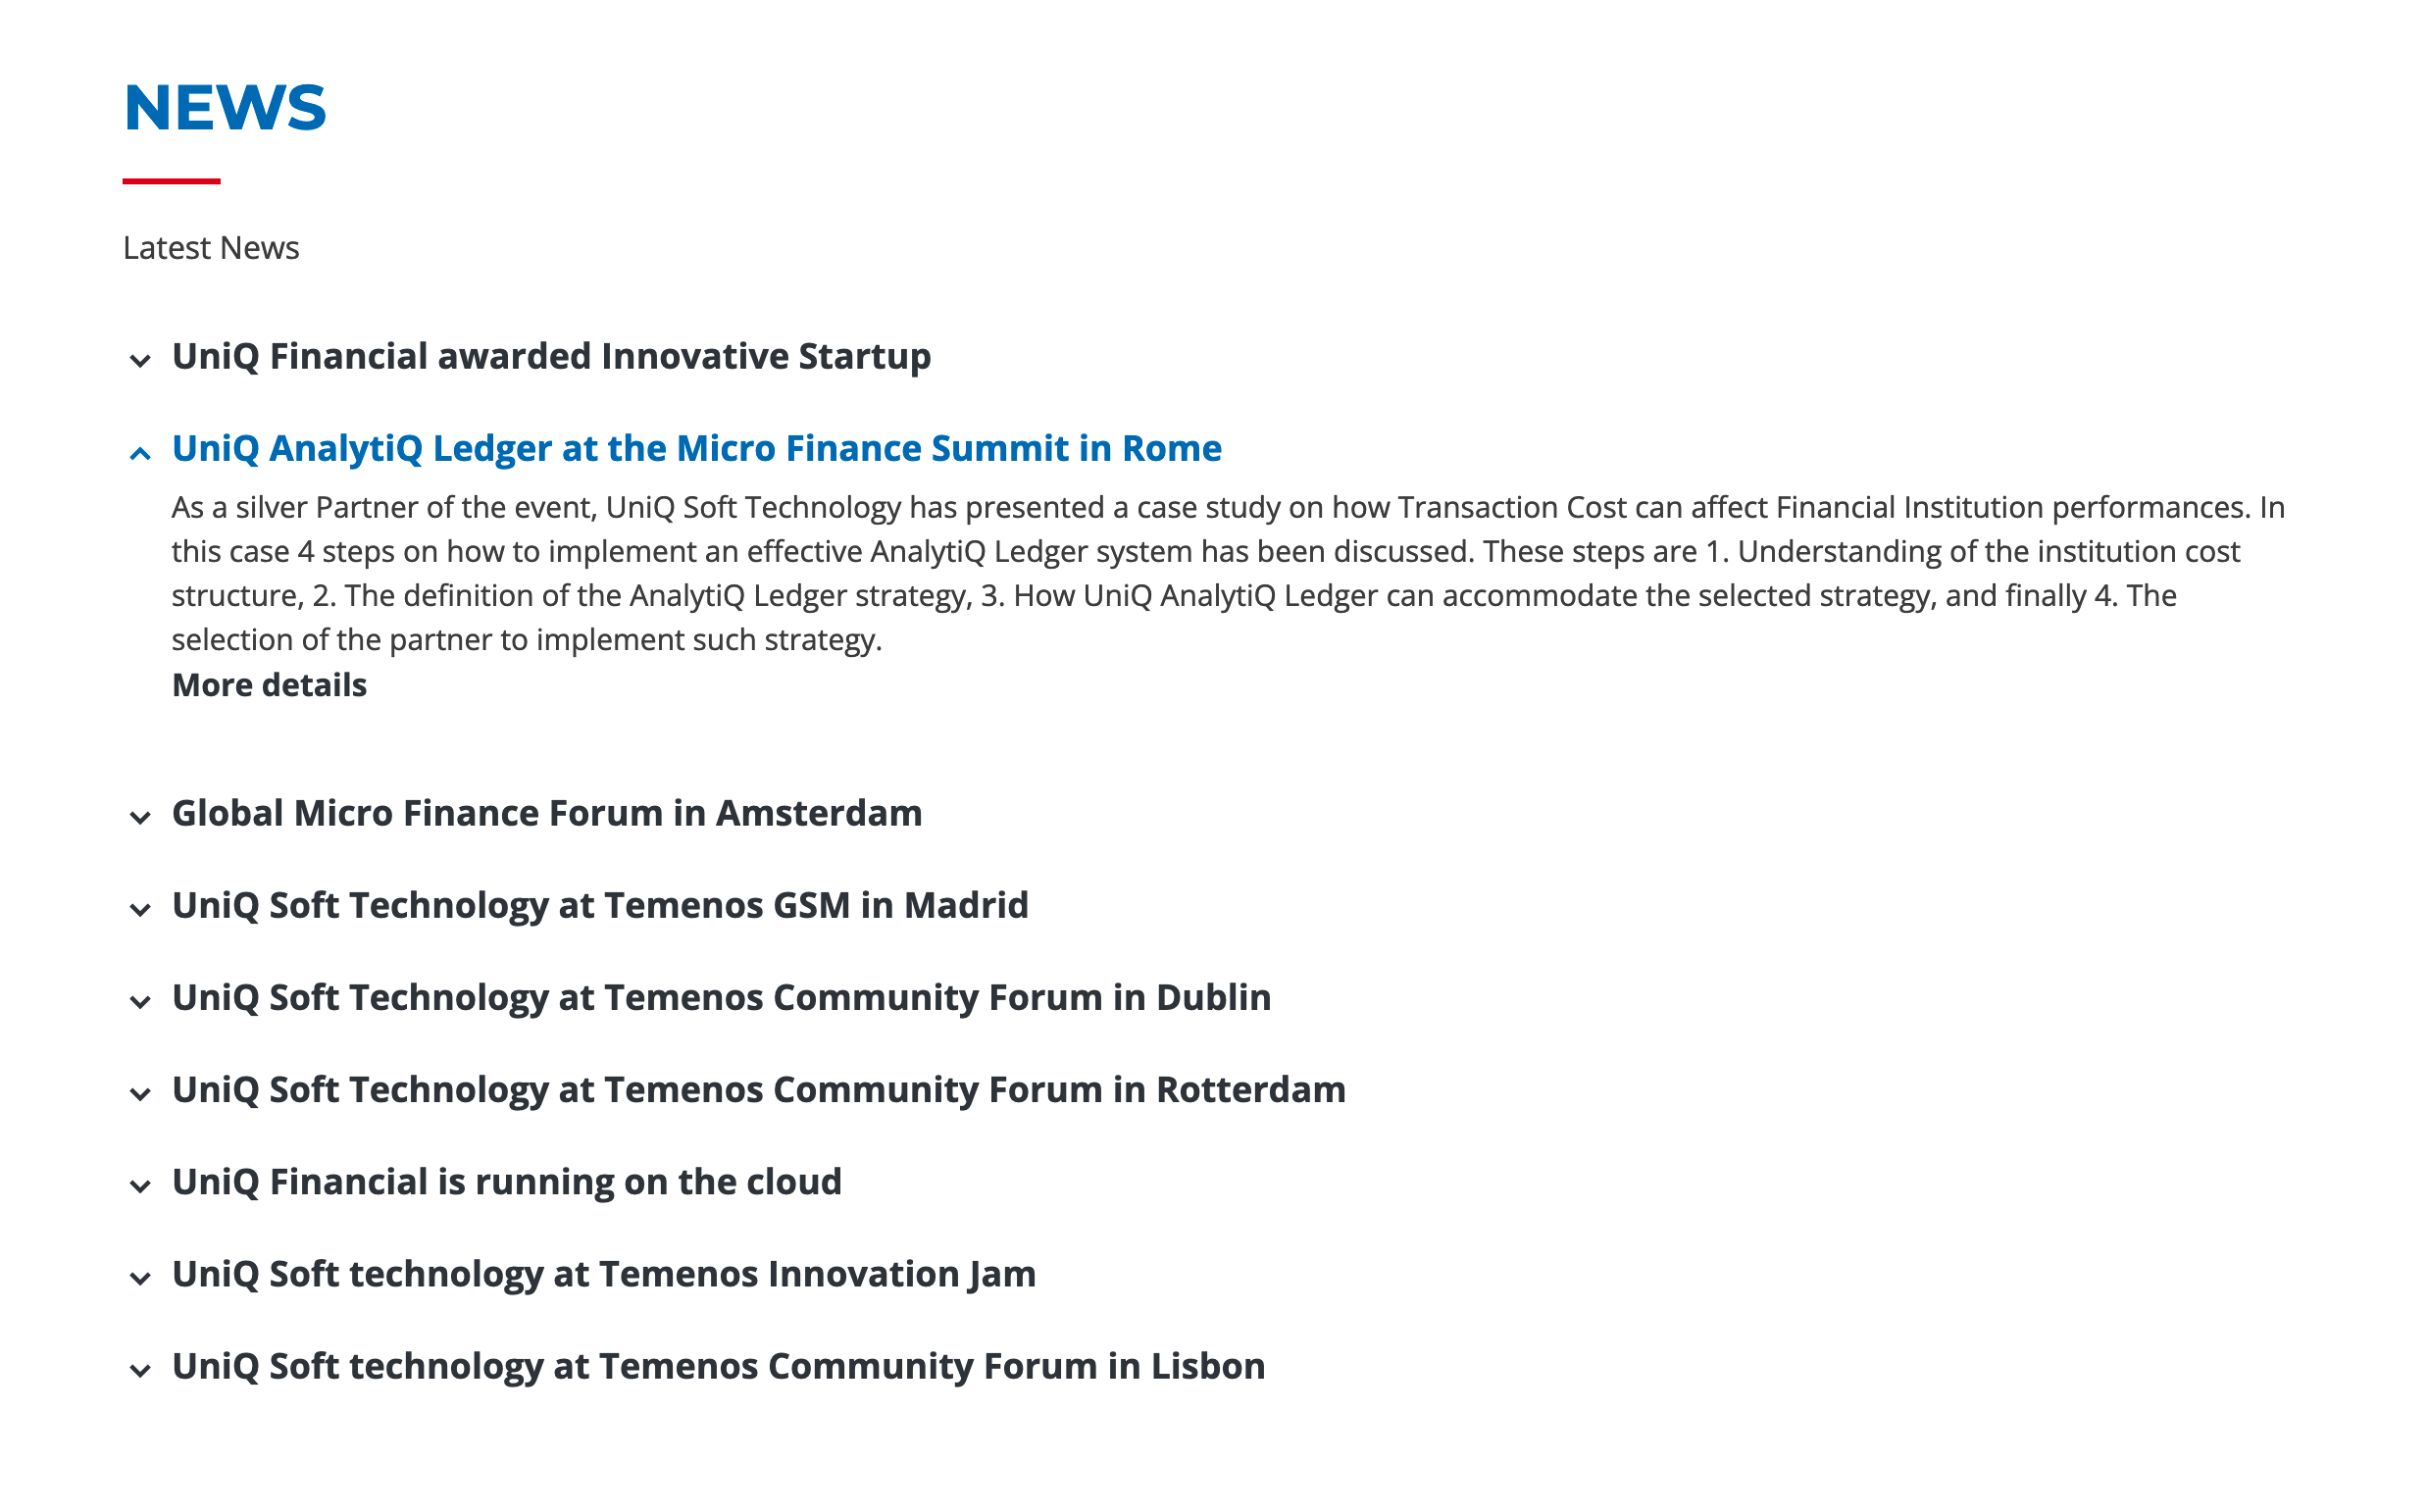 NEWS
Latest News
UniQ Financial awarded Innovative Startup
UniQ AnalytiQ Ledger at the Micro Finance Summit in Rome
As a silver Partner of the event, UniQ Soft Technology has presented a case study on how Transaction Cost can affect Financial Institution performances. In
this case 4 steps on how to implement an effective AnalytiQ Ledger system has been discussed. These steps are 1. Understanding of the institution cost
structure, 2. The definition of the AnalytiQ Ledger strategy, 3. How UniQ AnalytiQ Ledger can accommodate the selected strategy, and finally 4. The
selection of the partner to implement such strategy.
More details
Global Micro Finance Forum in Amsterdam
UniQ Soft Technology at Temenos GSM in Madrid
UniQ Soft Technology at Temenos Community Forum in Dublin
UniQ Soft Technology at Temenos Community Forum in Rotterdam
UniQ Financial is running on the cloud
UniQ Soft technology at Temenos Innovation Jam
UniQ Soft technology at Temenos Community Forum in Lisbon